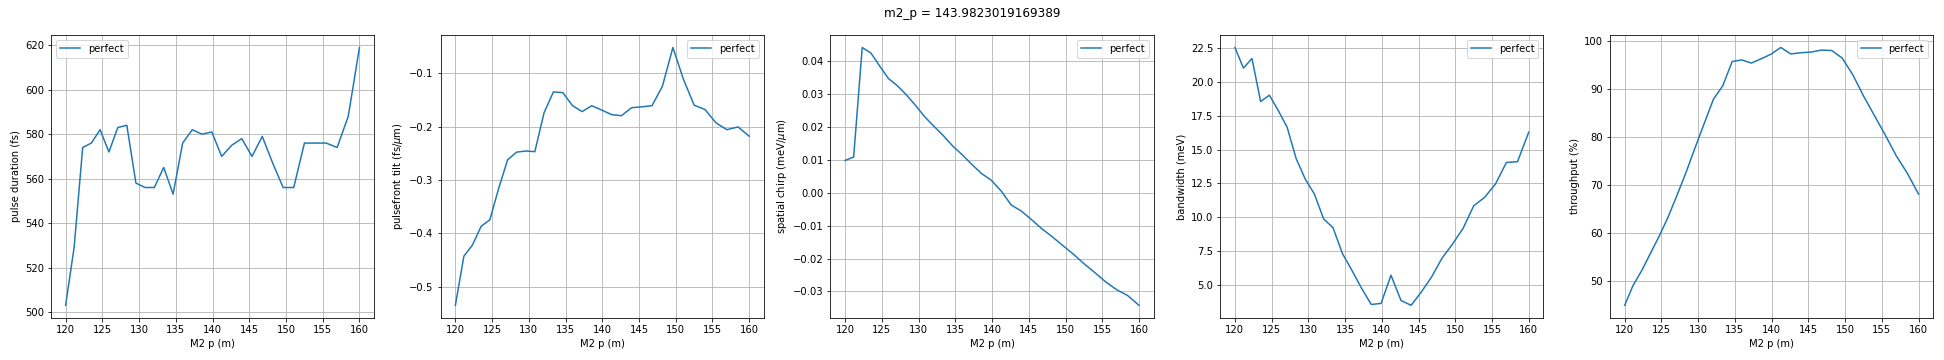 m2_p = 143.9823019169389
perfect
pulse duration (fs)
620
600
580
560
540
520
500
120 125 130 135 140 145 150 155 160
M2 p (m)
perfect
pulsefront tilt (fs/μm)
−0.1
−0.2
−0.3
−0.4
−0.5
120 125 130 135 140 145 150 155 160
M2 p (m)
perfect
spatial chirp (meV/μm)
0.04
0.03
0.02
0.01
0.00
−0.01
−0.02
−0.03
120 125 130 135 140 145 150 155 160
M2 p (m)
perfect
bandwidth (meV)
22.5
20.0
17.5
15.0
12.5
10.0
7.5
5.0
120 125 130 135 140 145 150 155 160
M2 p (m)
perfect
throughput (%)
100
90
80
70
60
50
120 125 130 135 140 145 150 155 160
M2 p (m)